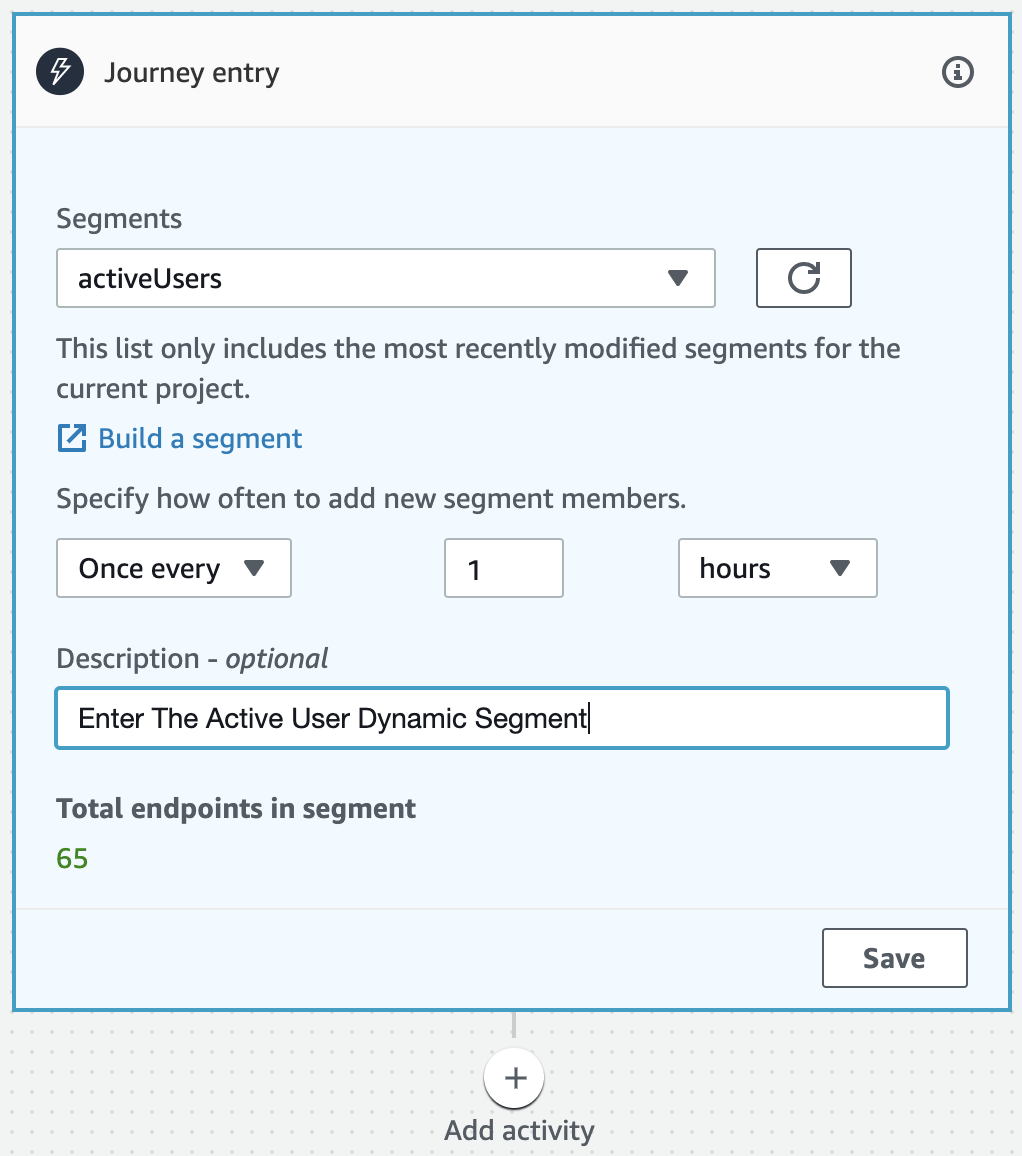 Journey entry
Segments
activeUsers
This list only includes the most recently modified segments for the
current project.
Build a segment
Specify how often to add new segment members.
Once every 1 hours
Description - optional
Enter The Active User Dynamic Segment
Total endpoints in segment
65
Save
Add activity